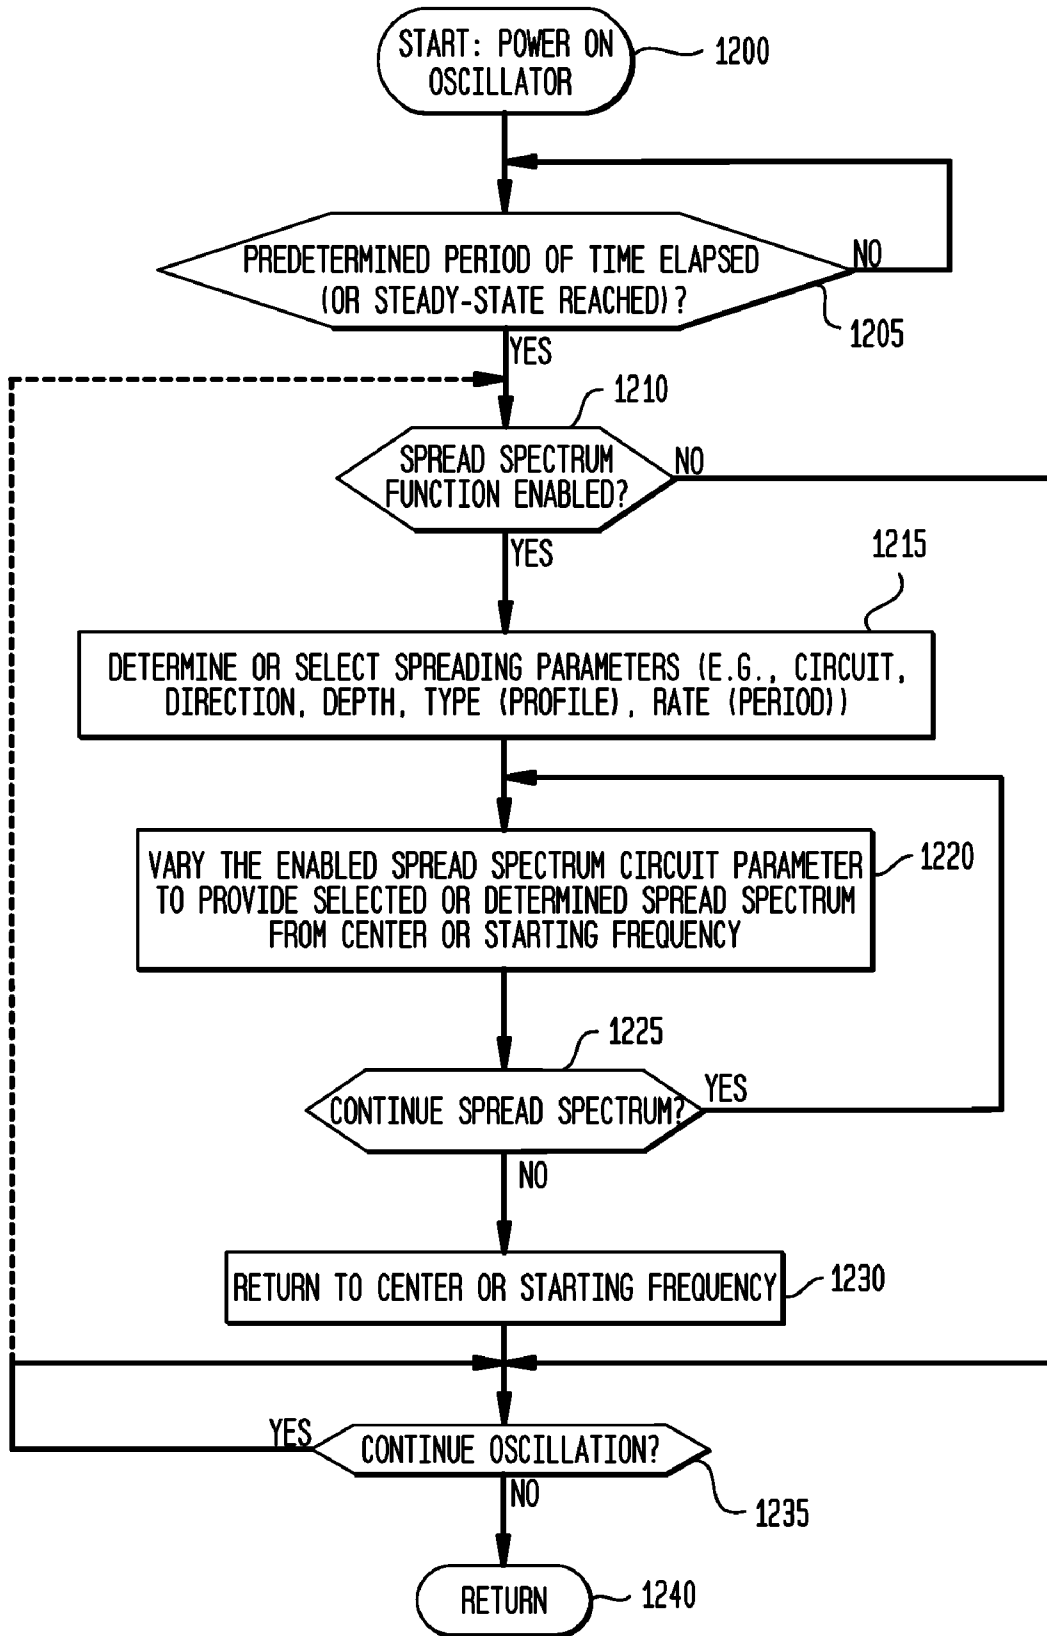 START: POWER ON
OSCILLATOR
1200
PREDETERMINED PERIOD OF TIME ELAPSED
(OR STEADY-STATE REACHED)?
NO
1205
YES
1210
SPREAD SPECTRUM
FUNCTION ENABLED?
NO
YES
1215
DETERMINE OR SELECT SPREADING PARAMETERS (E.G., CIRCUIT,
DIRECTION, DEPTH, TYPE (PROFILE), RATE (PERIOD))
VARY THE ENABLED SPREAD SPECTRUM CIRCUIT PARAMETER
TO PROVIDE SELECTED OR DETERMINED SPREAD SPECTRUM
FROM CENTER OR STARTING FREQUENCY
1220
1225
CONTINUE SPREAD SPECTRUM?
YES
NO
RETURN TO CENTER OR STARTING FREQUENCY
1230
YES
CONTINUE OSCILLATION?
NO
1235
RETURN
1240